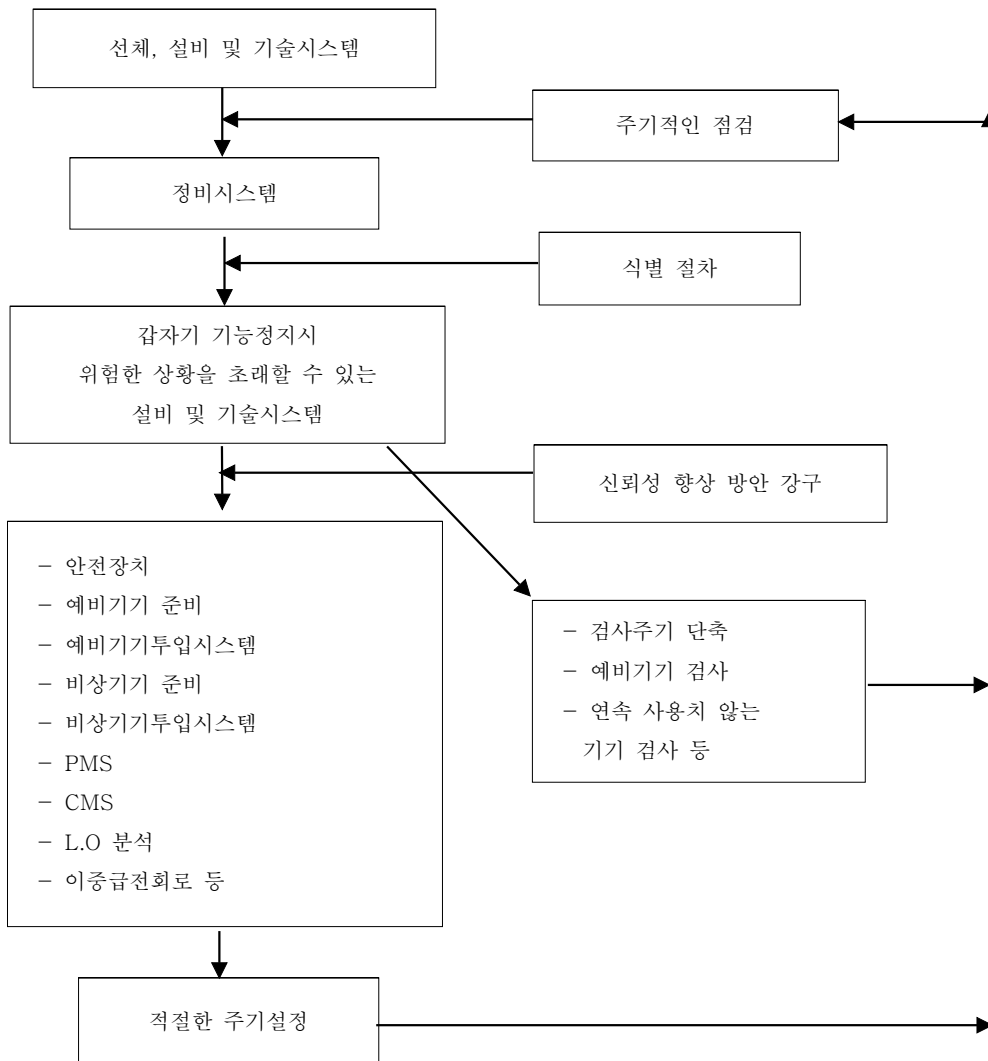 선체, 설비 및 기술시스템
주기적인 점검
정비시스템
식별 절차
갑자기 기능정지시
위험한 상황을 초래할 수 있는
설비 및 기술시스템
신뢰성 향상 방안 강구
- 안전장치
- 예비기기 준비
- 예비기기투입시스템
- 비상기기 준비
- 비상기기투입시스템
- PMS
- CMS
- L.O 분석
- 이중급전회로 등
- 검사주기 단축
- 예비기기 검사
- 연속 사용치 않는
기기 검사 등
적절한 주기설정